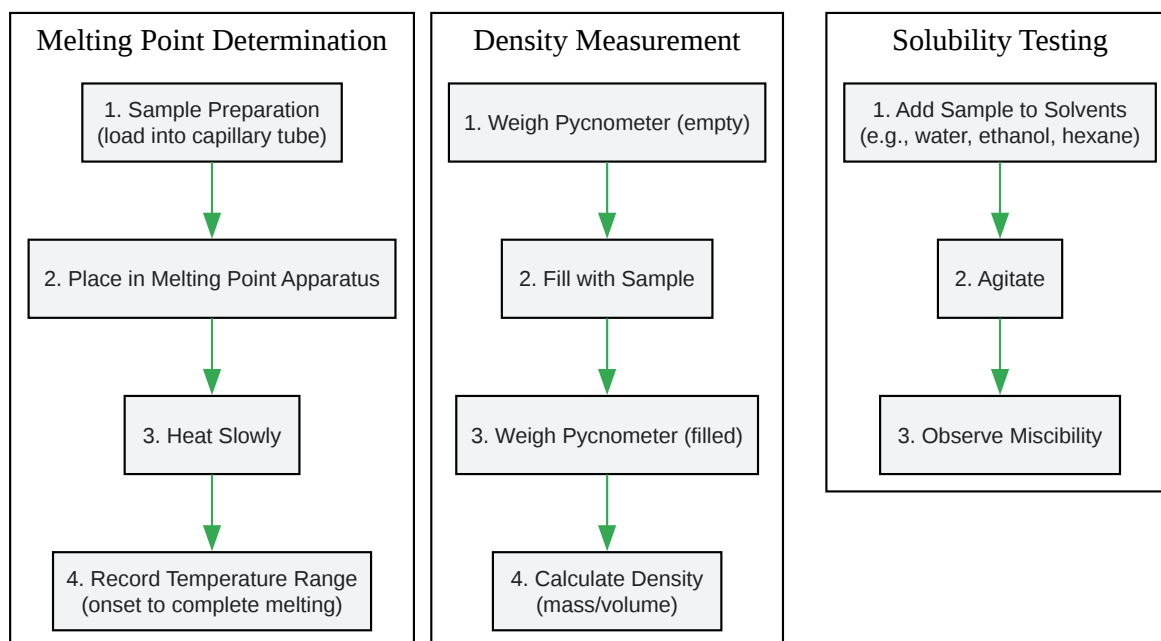 Melting Point Determination
1. Sample Preparation
(load into capillary tube)
2. Place in Melting Point Apparatus
3. Heat Slowly
4. Record Temperature Range
(onset to complete melting)
Density Measurement
1. Weigh Pycnometer (empty)
2. Fill with Sample
3. Weigh Pycnometer (filled)
4. Calculate Density
(mass/volume)
Solubility Testing
1. Add Sample to Solvents
(e.g., water, ethanol, hexane)
2. Agitate
3. Observe Miscibility